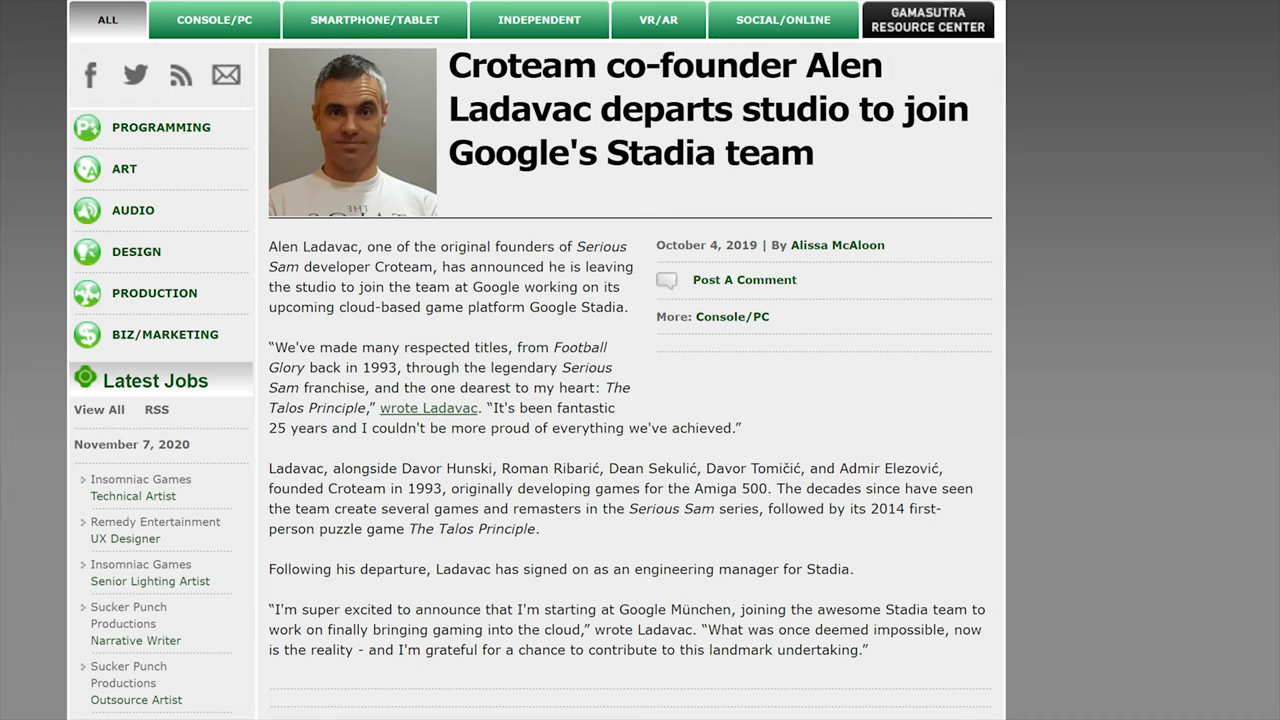 ALL
CONSOLE/PC
SMARTPHONE/TABLET
INDEPENDENT
VR/AR
SOCIAL/ONLINE
GAMASUTRA
RESOURCE CENTER
PROGRAMMING
ART
AUDIO
DESIGN
PRODUCTION
BIZ/MARKETING
Latest Jobs
View All RSS
November 7, 2020
Insomniac Games
Technical Artist
Remedy Entertainment
UX Designer
Insomniac Games
Senior Lighting Artist
Sucker Punch
Productions
Narrative Writer
Sucker Punch
Productions
Outsource Artist
Croteam co-founder Alen
Ladavac departs studio to join
Google's Stadia team
October 4, 2019 | By Alissa McAloon
Post A Comment
More: Console/PC
Alen Ladavac, one of the original founders of Serious
Sam developer Croteam, has announced he is leaving
the studio to join the team at Google working on its
upcoming cloud-based game platform Google Stadia.
“We've made many respected titles, from Football
Glory back in 1993, through the legendary Serious
Sam franchise, and the one dearest to my heart: The
Talos Principle,” wrote Ladavac. “It's been fantastic
25 years and I couldn't be more proud of everything we've achieved.”
Ladavac, alongside Davor Hunski, Roman Ribarić, Dean Sekulić, Davor Tomičić, and Admir Elezović,
founded Croteam in 1993, originally developing games for the Amiga 500. The decades since have seen
the team create several games and remasters in the Serious Sam series, followed by its 2014 first-
person puzzle game The Talos Principle.
Following his departure, Ladavac has signed on as an engineering manager for Stadia.
“I'm super excited to announce that I'm starting at Google München, joining the awesome Stadia team to
work on finally bringing gaming into the cloud,” wrote Ladavac. “What was once deemed impossible, now
is the reality - and I'm grateful for a chance to contribute to this landmark undertaking.”